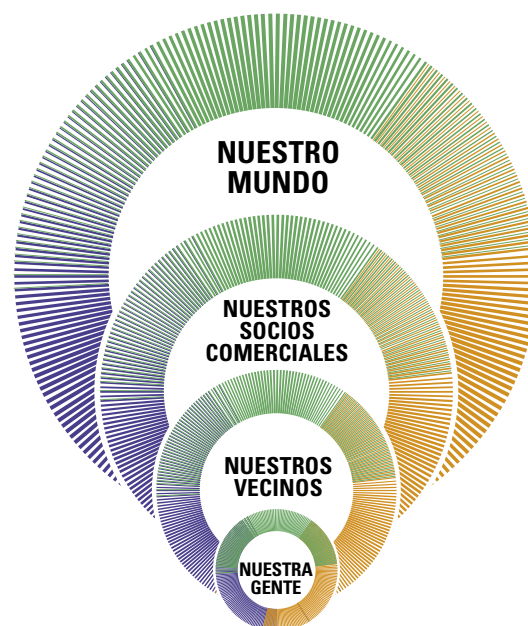 NUESTRO
MUNDO
NUESTROS
SOCIOS
COMERCIALES
NUESTROS
VECINOS
NUESTRA
GENTE